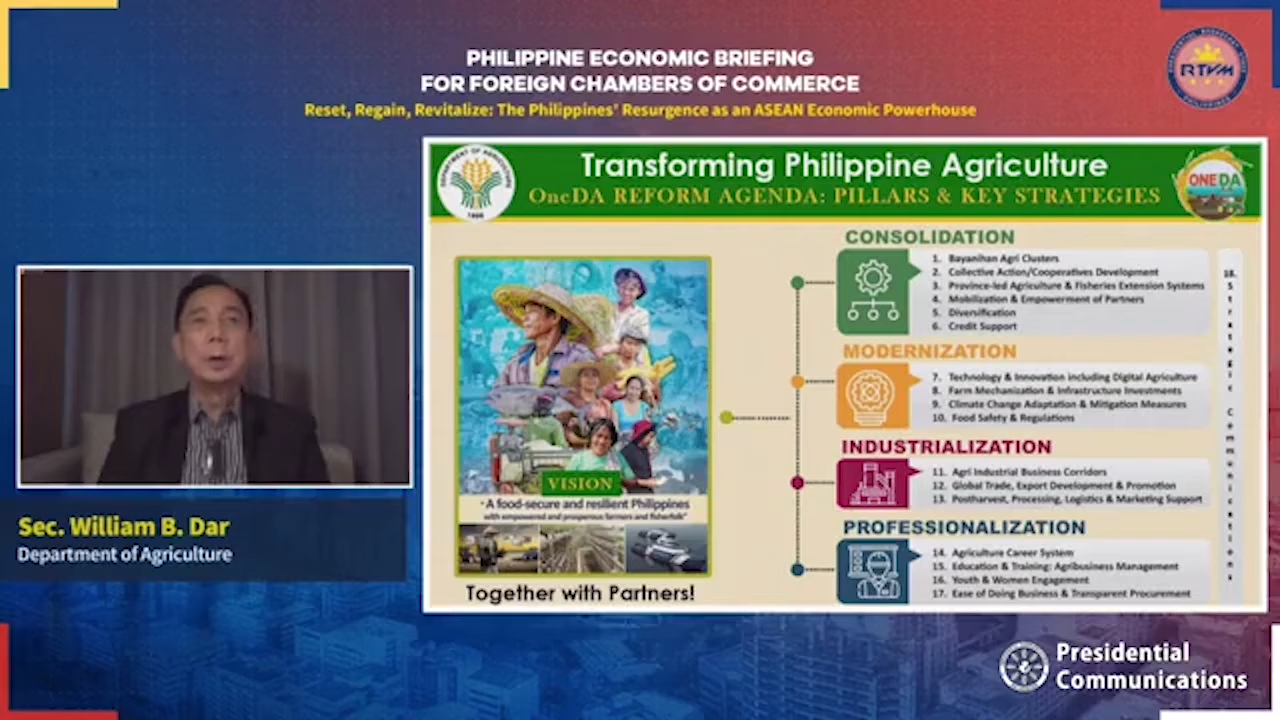 PHILIPPINE ECONOMIC BRIEFING
FOR FOREIGN CHAMBERS OF COMMERCE
Reset, Regain, Revitalize: The Philippines' Resurgence as an ASEAN Economic Powerhouse
RTVM
Transforming Philippine Agriculture
OneDA REFORM AGENDA: PILLARS & KEY STRATEGIES
DEPARTMENT OF AGRICULTURE
1898
ONE DA
CONSOLIDATION
1. Bayanihan Agri Clusters
2. Collective Action/Cooperatives Development
3. Province-led Agriculture & Fisheries Extension Systems
4. Mobilization & Empowerment of Partners
5. Diversification
6. Credit Support
MODERNIZATION
7. Technology & Innovation including Digital Agriculture
8. Farm Mechanization & Infrastructure Investments
9. Climate Change Adaptation & Mitigation Measures
10. Food Safety & Regulations
INDUSTRIALIZATION
11. Agri Industrial Business Corridors
12. Global Trade, Export Development & Promotion
13. Postharvest, Processing, Logistics & Marketing Support
PROFESSIONALIZATION
14. Agriculture Career System
15. Education & Training: Agribusiness Management
16. Youth & Women Engagement
17. Ease of Doing Business & Transparent Procurement
18. Strategic Communications
VISION
"A food-secure and resilient Philippines
with empowered and prosperous farmers and fisherfolk"
Together with Partners!
Sec. William B. Dar
Department of Agriculture
Presidential
Communications